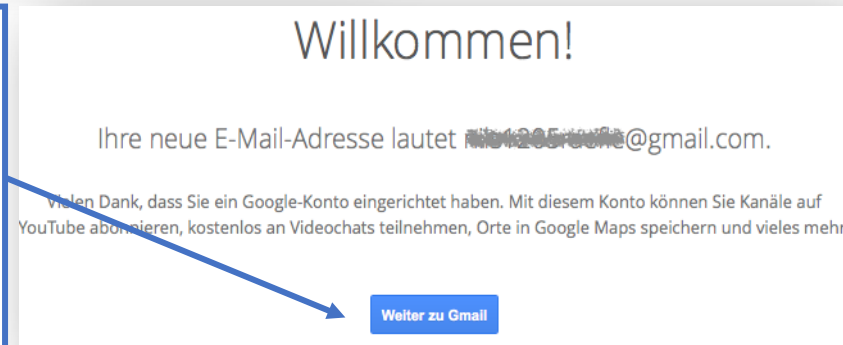 Willkommen!
Ihre neue E-Mail-Adresse lautet @gmail.com.
Vielen Dank, dass Sie ein Google-Konto eingerichtet haben. Mit diesem Konto können Sie Kanäle auf
YouTube abonnieren, kostenlos an Videochats teilnehmen, Orte in Google Maps speichern und vieles mehr
Weiter zu Gmail